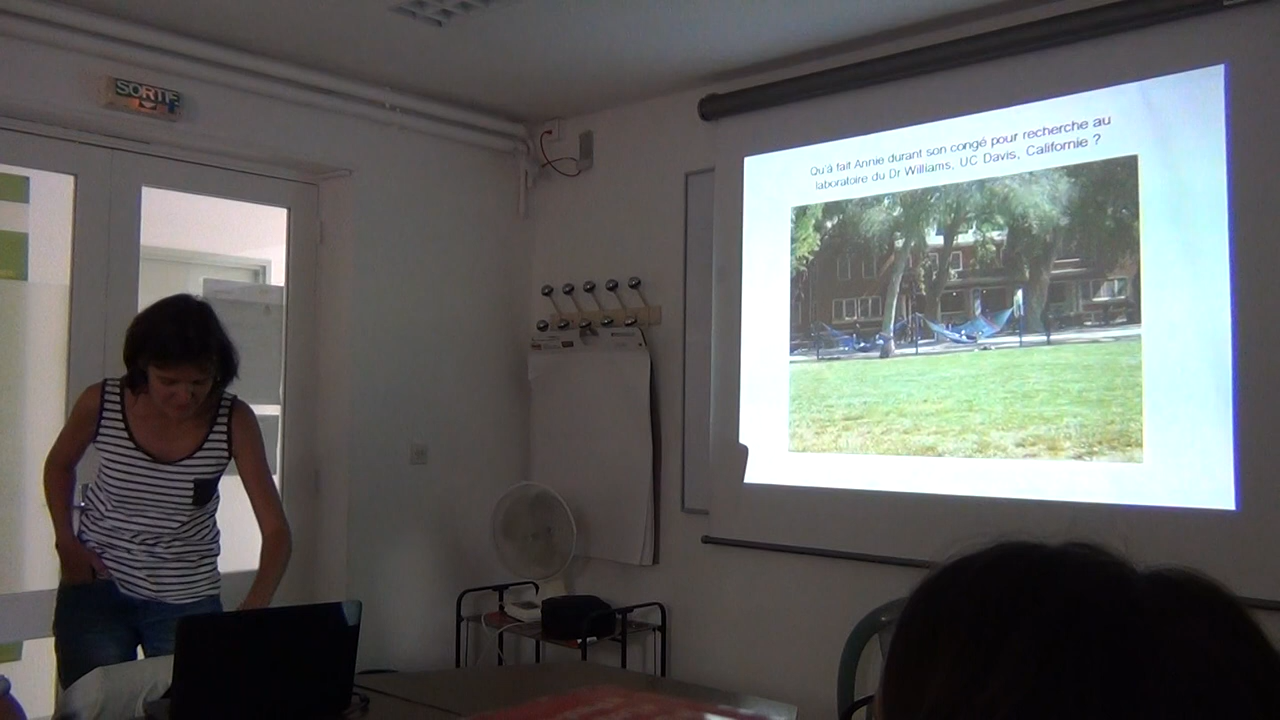 SORTIE
Qu'à fait Annie durant son congé pour recherche au
laboratoire du Dr Williams, UC Davis, Californie ?